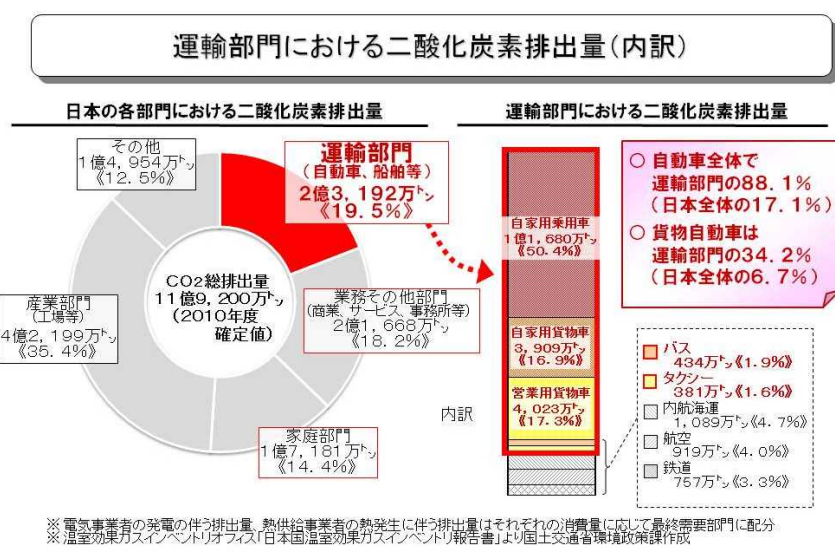 運輸部門における二酸化炭素排出量(内訳)
日本の各部門における二酸化炭素排出量
運輸部門における二酸化炭素排出量
その他
1億4, 954万㌧
《12. 5%》
運輸部門
(自動車、船舶等)
2億3, 192万㌧
《19. 5%》
CO2総排出量
11億9, 200万㌧
(2010年度
確定値)
産業部門
(工場等)
4億2, 199万㌧
《35. 4%》
業務その他部門
(商業、サービス、事務所等)
2億1, 668万㌧
《18. 2%》
家庭部門
1億7, 181万㌧
《14. 4%》
内訳
自家用乗用車
1億1, 680万㌧
《50. 4%》
自家用貨物車
3, 909万㌧
《16. 9%》
営業用貨物車
4, 023万㌧
《17. 3%》
○ 自動車全体で
運輸部門の88. 1%
(日本全体の17. 1%)
○ 貨物自動車は
運輸部門の34. 2%
(日本全体の6. 7%)
バス
434万㌧《1. 9%》
タクシー
381万㌧《1. 6%》
内航海運
1, 089万㌧《4. 7%》
航空
919万㌧《4. 0%》
鉄道
757万㌧《3. 3%》
※ 電気事業者の発電の伴う排出量、熱供給事業者の熱発生に伴う排出量はそれぞれの消費量に応じて最終需要部門に配分
※ 温室効果ガスインベントリオフィス「日本国温室効果ガスインベントリ報告書」より国土交通省環境政策課作成